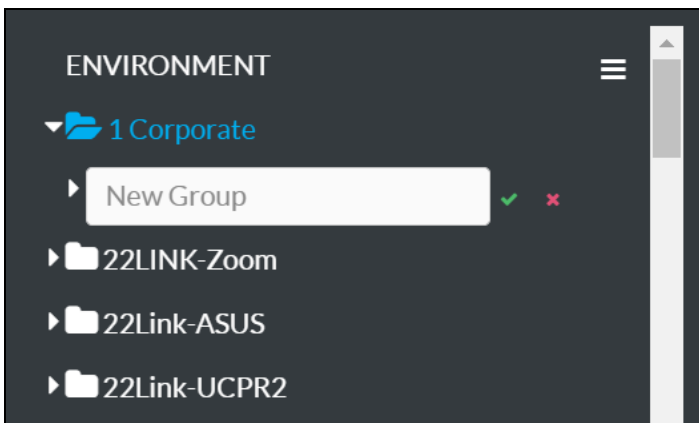 ENVIRONMENT
1 Corporate
New Group
22LINK-Zoom
22Link-ASUS
22Link-UCPR2